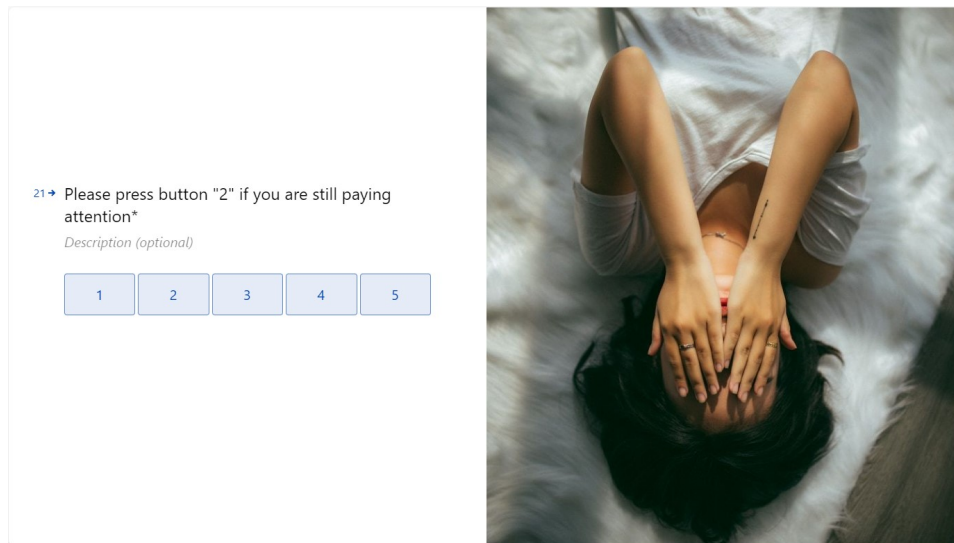 21→ Please press button "2" if you are still paying
attention*
Description (optional)
1 2 3 4 5